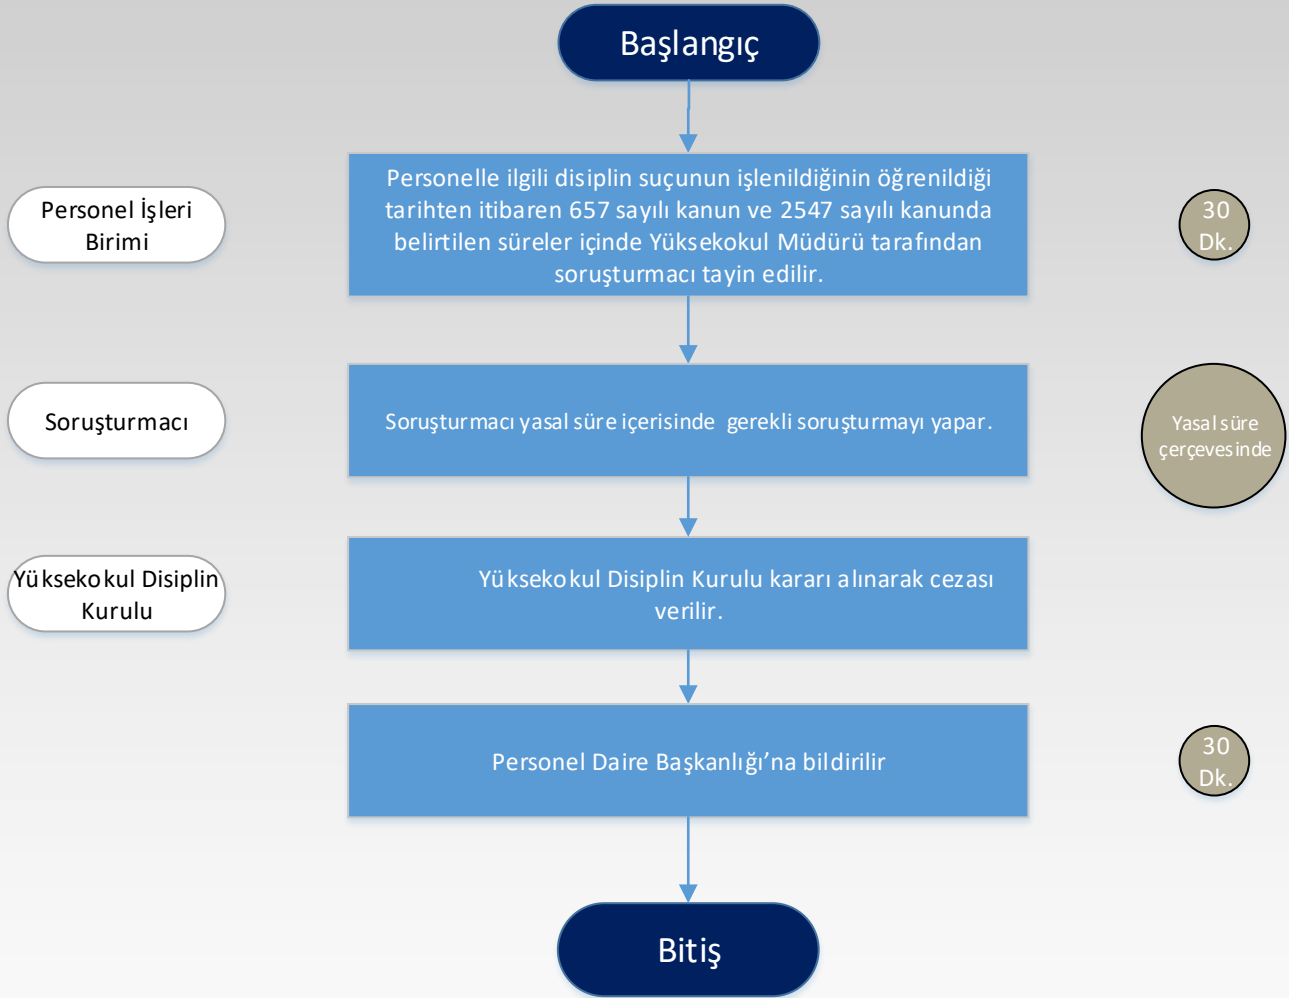 Başlangıç
Personel İşleri
Birimi
Personelle ilgili disiplin suçunun işlenildiğinin öğrenildiği
tarihten itibaren 657 sayılı kanun ve 2547 sayılı kanunda
belirtilen süreler içinde Yüksekokul Müdürü tarafından
soruşturmacı tayin edilir.
30
Dk.
Soruşturmacı
Soruşturmacı yasal süre içerisinde gerekli soruşturmayı yapar.
Yasal süre
çerçevesinde
Yüksekokul Disiplin
Kurulu
Yüksekokul Disiplin Kurulu kararı alınarak cezası
verilir.
Personel Daire Başkanlığı’na bildirilir
30
Dk.
Bitiş